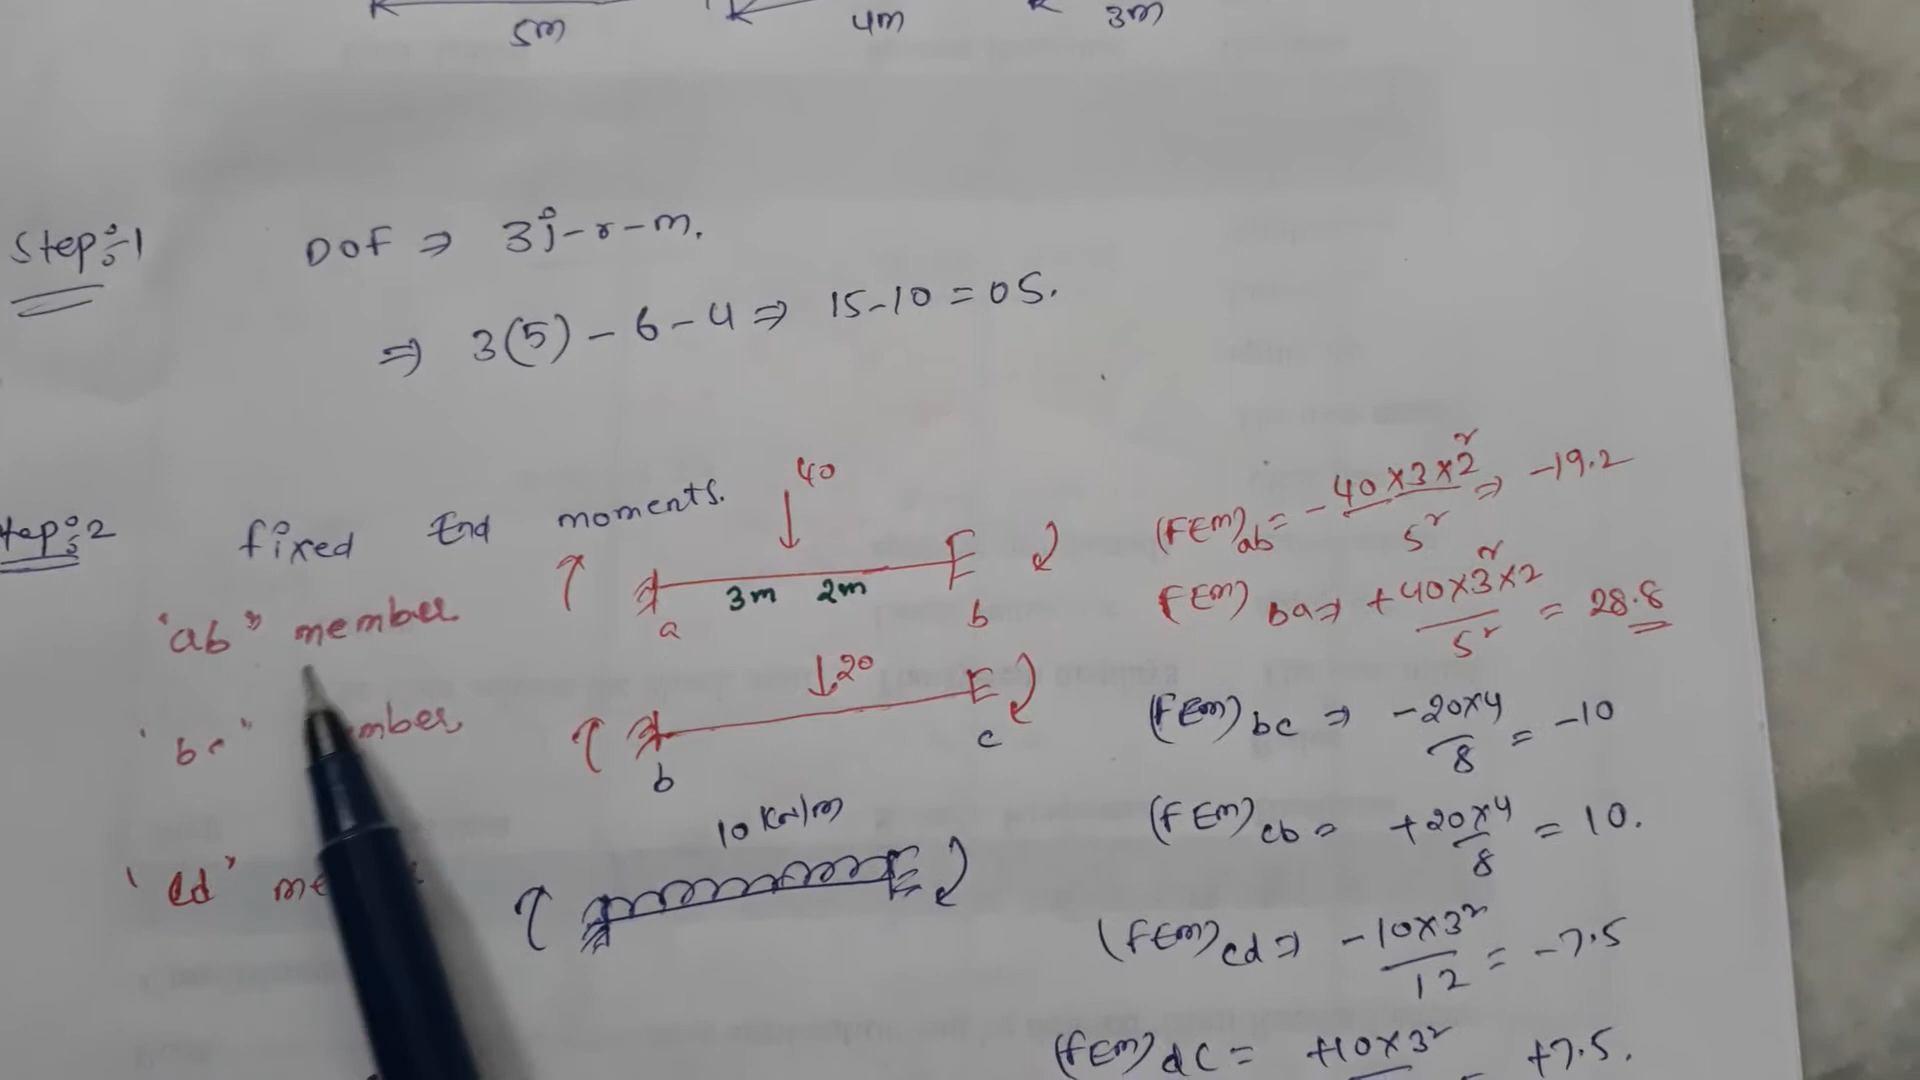 5m 4m 3m
Step:-1 DOF ⇒ 3j-r-m.
⇒ 3(5) - 6 - 4 ⇒ 15-10 = 05.
tep:2 fixed End moments.
40
(FEM)ab = - 40×3×2² / 5² ⇒ -19.2
"ab" member 3m 2m
a b
FEM) ba ⇒ +40×3²×2 / 5² = 28.8
20
(FEM) bc ⇒ -20×4 / 8 = -10
b c
10 KN/m
(FEM) cb = +20×4 / 8 = 10.
'cd'
(FEM) cd ⇒ -10×3² / 12 = -7.5
(FEM) dc = +10×3² = +7.5.